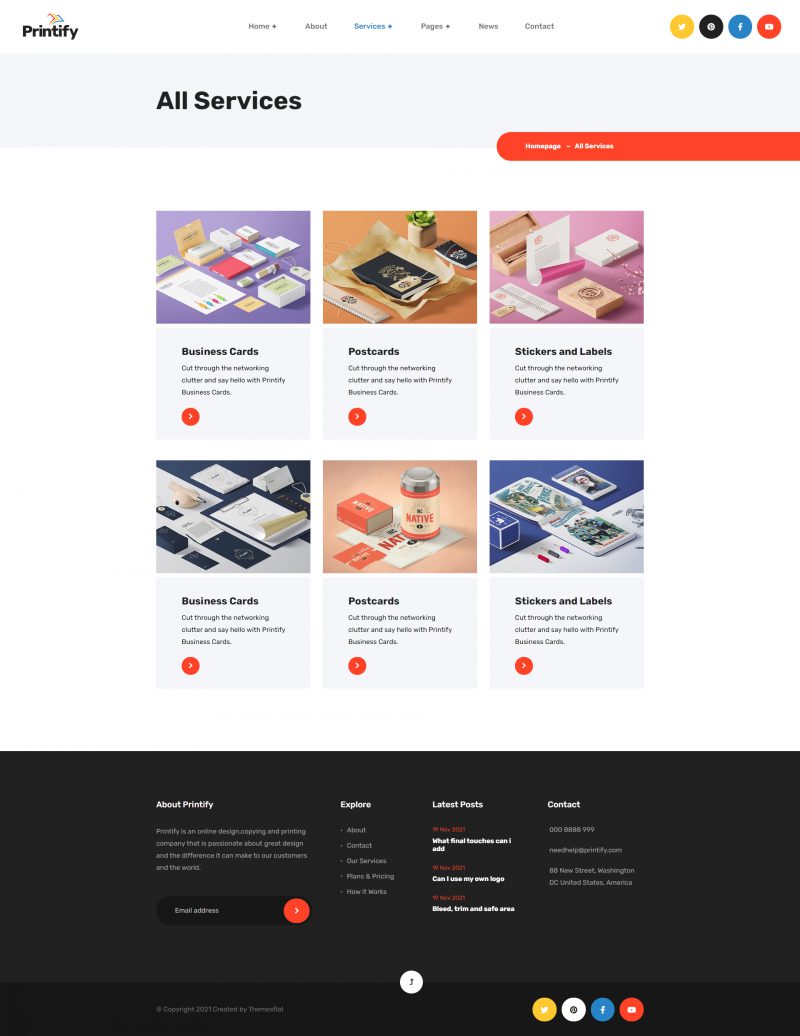 Printify
Home +
About
Services +
Pages +
News
Contact
All Services
Homepage – All Services
Business Cards
Cut through the networking
clutter and say hello with Printify
Business Cards.
Postcards
Cut through the networking
clutter and say hello with Printify
Business Cards.
Stickers and Labels
Cut through the networking
clutter and say hello with Printify
Business Cards.
NATIVE
Business Cards
Cut through the networking
clutter and say hello with Printify
Business Cards.
Postcards
Cut through the networking
clutter and say hello with Printify
Business Cards.
Stickers and Labels
Cut through the networking
clutter and say hello with Printify
Business Cards.
About Printify
Printify is an online design,copying and printing
company that is passionate about great design
and the difference it can make to our customers
and the world.
Email address
Explore
• About
• Contact
• Our Services
• Plans & Pricing
• How it Works
Latest Posts
19 Nov 2021
What final touches can i
add
19 Nov 2021
Can I use my own logo
19 Nov 2021
Bleed, trim and safe area
Contact
000 8888 999
needhelp@printify.com
88 New Street, Washington
DC United States, America
© Copyright 2021 Created by Themesflat